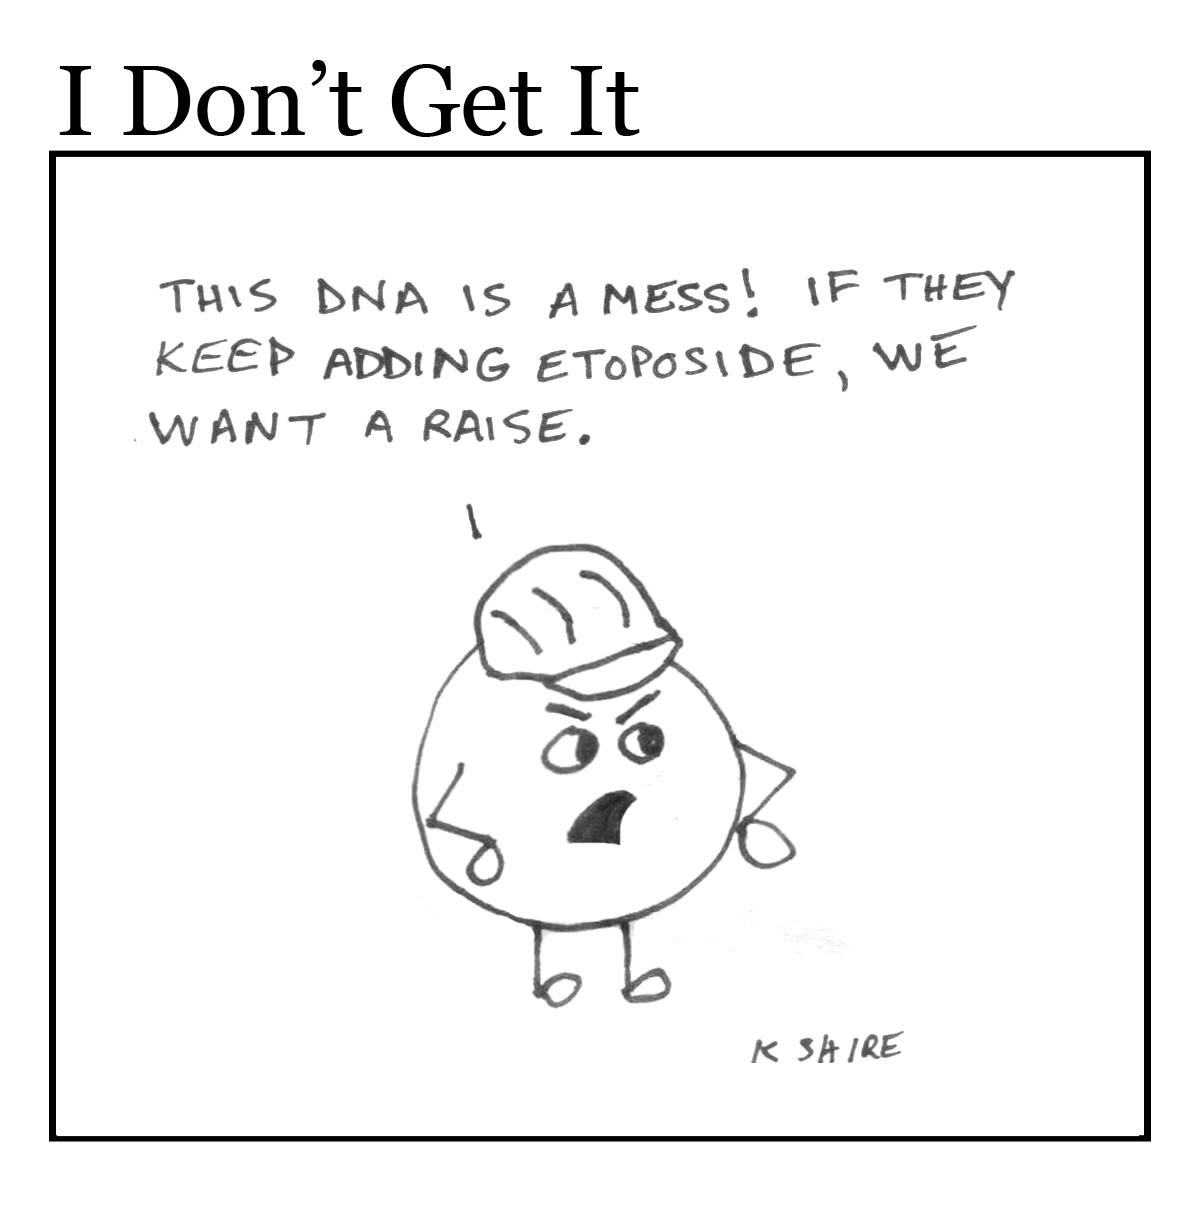 I Don’t Get It
THIS DNA IS A MESS! IF THEY
KEEP ADDING ETOPOSIDE, WE
WANT A RAISE.
K SHIRE